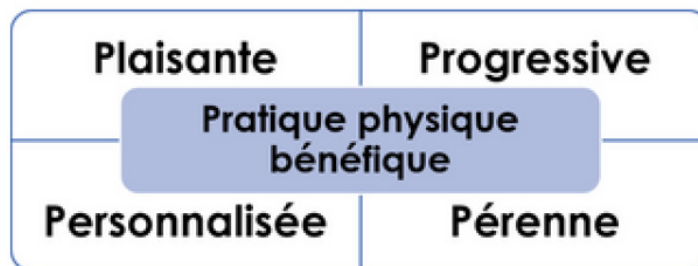 Plaisante
Progressive
Pratique physique
bénéfique
Personnalisée
Pérenne